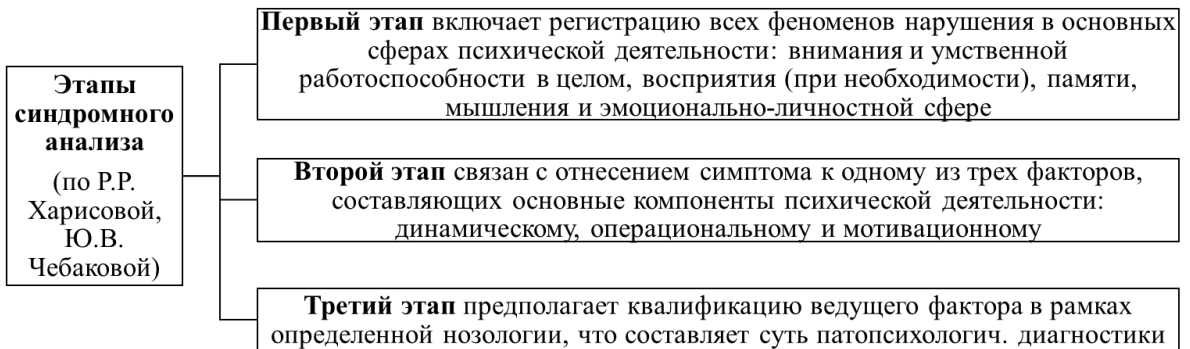 Этапы
синдромного
анализа
(по Р.Р.
Харисовой,
Ю.В.
Чебаковой)
Первый этап включает регистрацию всех феноменов нарушения в основных
сферах психической деятельности: внимания и умственной
работоспособности в целом, восприятия (при необходимости), памяти,
мышления и эмоционально-личностной сфере
Второй этап связан с отнесением симптома к одному из трех факторов,
составляющих основные компоненты психической деятельности:
динамическому, операциональному и мотивационному
Третий этап предполагает квалификацию ведущего фактора в рамках
определенной нозологии, что составляет суть патопсихологич. диагностики